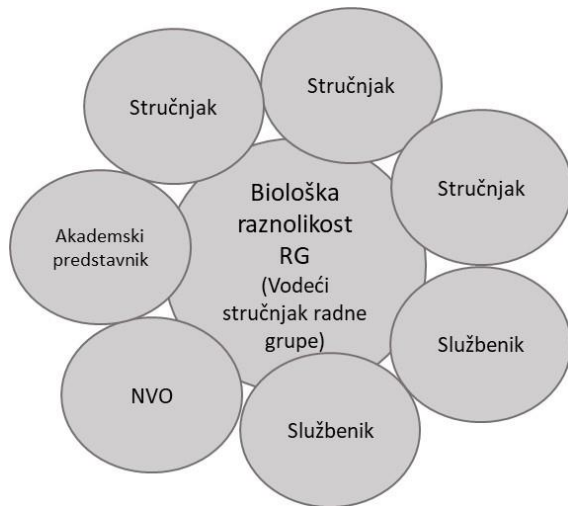 Stručnjak
Stručnjak
Stručnjak
Biološka
raznolikost
RG
(Vodeći
stručnjak radne
grupe)
Akademski
predstavnik
Službenik
NVO
Službenik